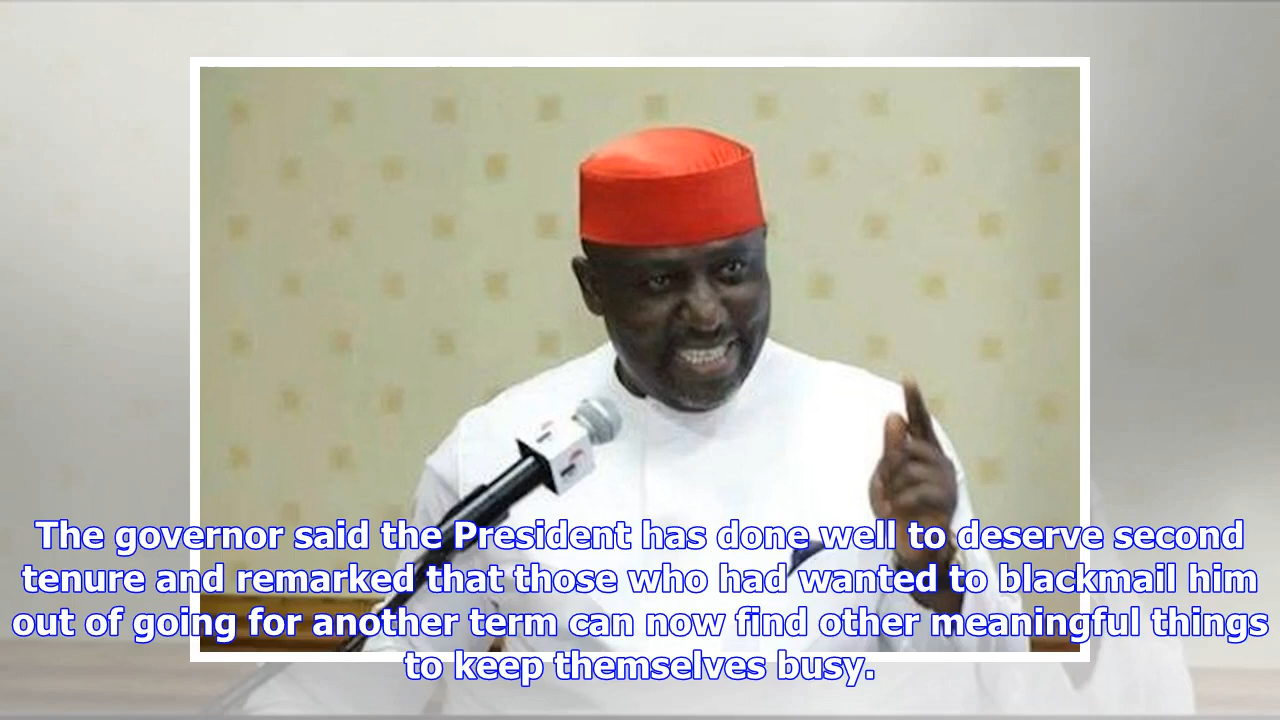 The governor said the President has done well to deserve second
tenure and remarked that those who had wanted to blackmail him
out of going for another term can now find other meaningful things
to keep themselves busy.